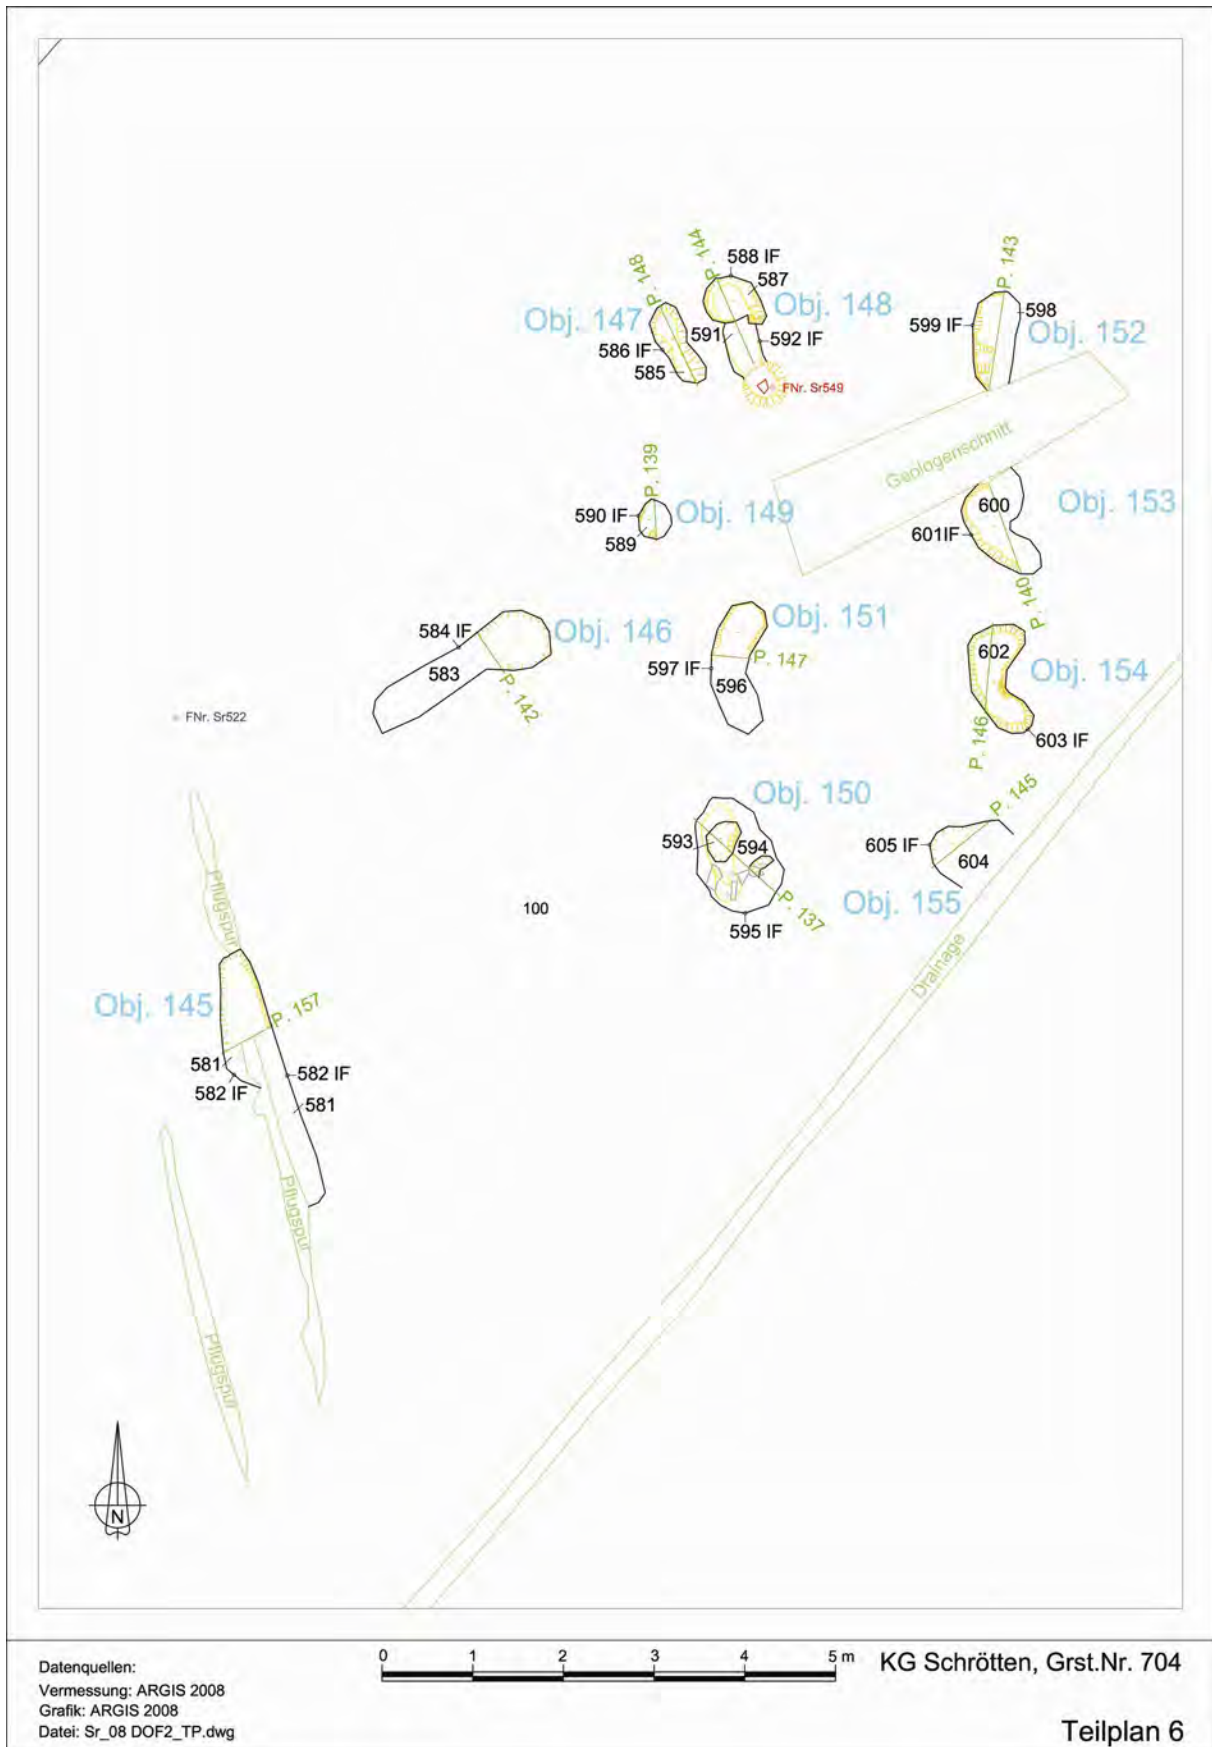 P. 144
588 IF
P. 143
P. 148
587
598
Obj. 147
Obj. 148
599 IF
Obj. 152
591
592 IF
586 IF
585
FNr. Sr549
Geologenschnitt
P. 139
590 IF
Obj. 149
589
600
Obj. 153
601IF
P. 140
584 IF
Obj. 146
Obj. 151
583
597 IF
P. 147
596
P. 142
602
Obj. 154
P. 146
603 IF
FNr. Sr522
Obj. 150
P. 145
593
594
605 IF
604
Pflugspur
100
P. 137
Obj. 155
595 IF
Drainage
Obj. 145
P. 157
581
582 IF
582 IF
581
Pflugspur
Pflugspur
N
0 1 2 3 4 5 m
KG Schrötten, Grst.Nr. 704
Datenquellen:
Vermessung: ARGIS 2008
Grafik: ARGIS 2008
Datei: Sr_08 DOF2_TP.dwg
Teilplan 6